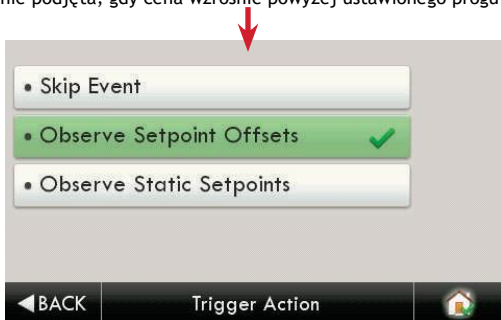 nie podjęta, gdy cena wzrośnie powyżej ustawionego progu
• Skip Event
• Observe Setpoint Offsets
• Observe Static Setpoints
BACK Trigger Action